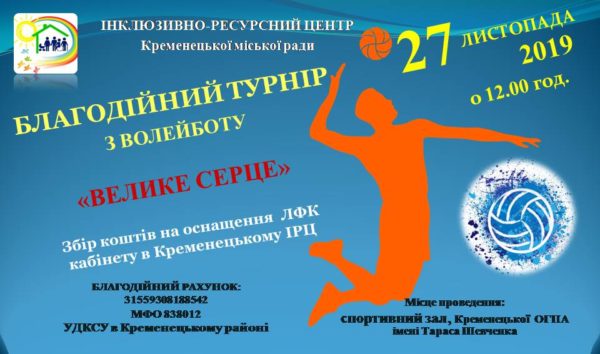 ІНКЛЮЗИВНО-РЕСУРСНИЙ ЦЕНТР
Кременецької міської ради
27 ЛИСТОПАДА
2019
о 12.00 год.
БЛАГОДІЙНИЙ ТУРНІР
З ВОЛЕЙБОТУ
«ВЕЛИКЕ СЕРЦЕ»
Збір коштів на оснащення ЛФК
кабінету в Кременецькому ІРЦ
БЛАГОДІЙНИЙ РАХУНОК:
31559308188542
МФО 838012
УДКСУ в Кременецькому районі
Місце проведення:
спортивний зал, Кременецької ОГПА
імені Тараса Шевченка